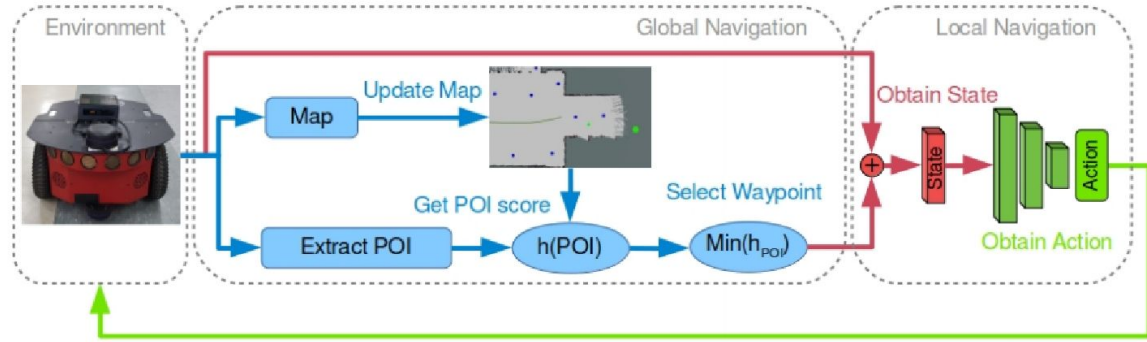 Environment
Global Navigation
Local Navigation
Update Map
Map
Obtain State
Get POI score
Select Waypoint
Extract POI
h(POI)
Min(h_POI)
+
State
Action
Obtain Action